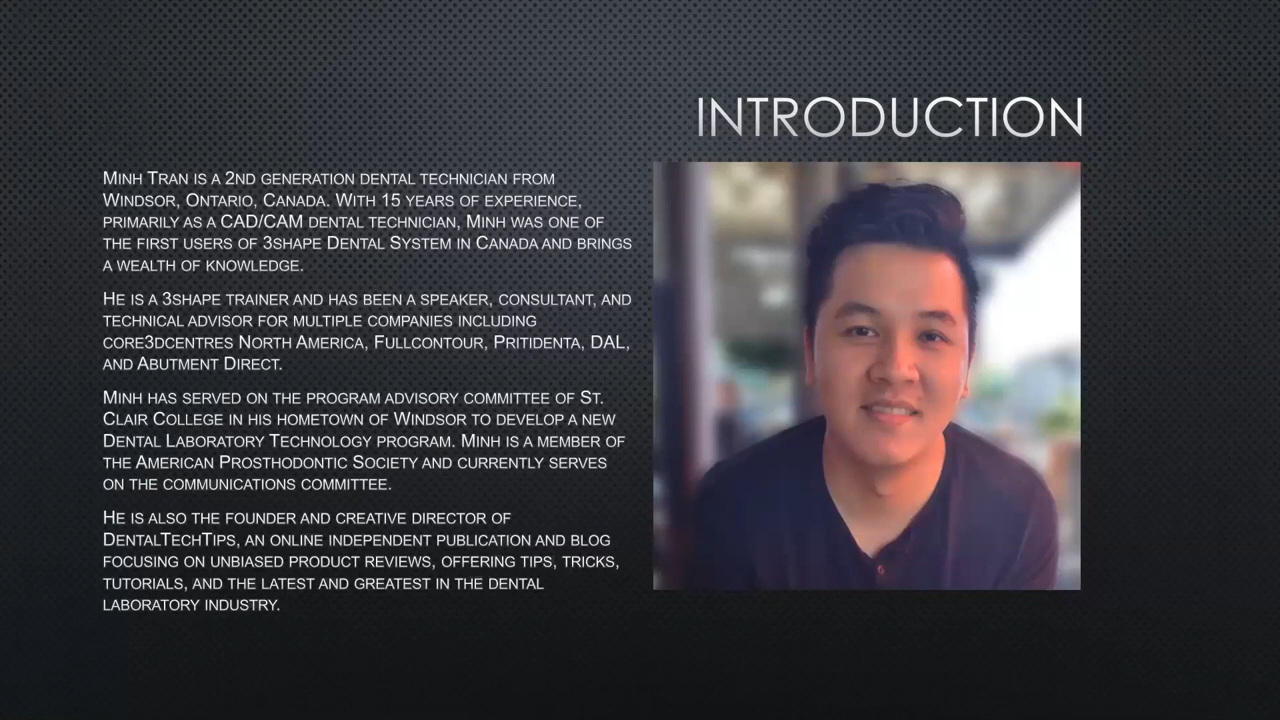 INTRODUCTION
MINH TRAN IS A 2ND GENERATION DENTAL TECHNICIAN FROM
WINDSOR, ONTARIO, CANADA. WITH 15 YEARS OF EXPERIENCE,
PRIMARILY AS A CAD/CAM DENTAL TECHNICIAN, MINH WAS ONE OF
THE FIRST USERS OF 3SHAPE DENTAL SYSTEM IN CANADA AND BRINGS
A WEALTH OF KNOWLEDGE.
HE IS A 3SHAPE TRAINER AND HAS BEEN A SPEAKER, CONSULTANT, AND
TECHNICAL ADVISOR FOR MULTIPLE COMPANIES INCLUDING
CORE3DCENTRES NORTH AMERICA, FULLCONTOUR, PRITIDENTA, DAL,
AND ABUTMENT DIRECT.
MINH HAS SERVED ON THE PROGRAM ADVISORY COMMITTEE OF ST.
CLAIR COLLEGE IN HIS HOMETOWN OF WINDSOR TO DEVELOP A NEW
DENTAL LABORATORY TECHNOLOGY PROGRAM. MINH IS A MEMBER OF
THE AMERICAN PROSTHODONTIC SOCIETY AND CURRENTLY SERVES
ON THE COMMUNICATIONS COMMITTEE.
HE IS ALSO THE FOUNDER AND CREATIVE DIRECTOR OF
DENTALTECHTIPS, AN ONLINE INDEPENDENT PUBLICATION AND BLOG
FOCUSING ON UNBIASED PRODUCT REVIEWS, OFFERING TIPS, TRICKS,
TUTORIALS, AND THE LATEST AND GREATEST IN THE DENTAL
LABORATORY INDUSTRY.